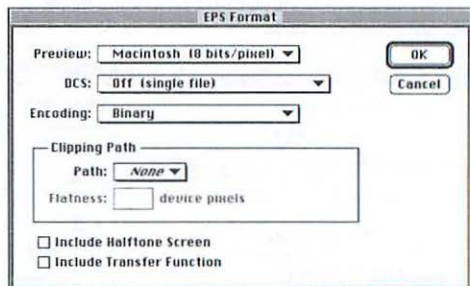 EPS Format
Preview: Macintosh (8 bits/pixel)
OK
DCS: Off (single file)
Cancel
Encoding: Binary
Clipping Path
Path: None
Flatness: device pixels
Include Halftone Screen
Include Transfer Function